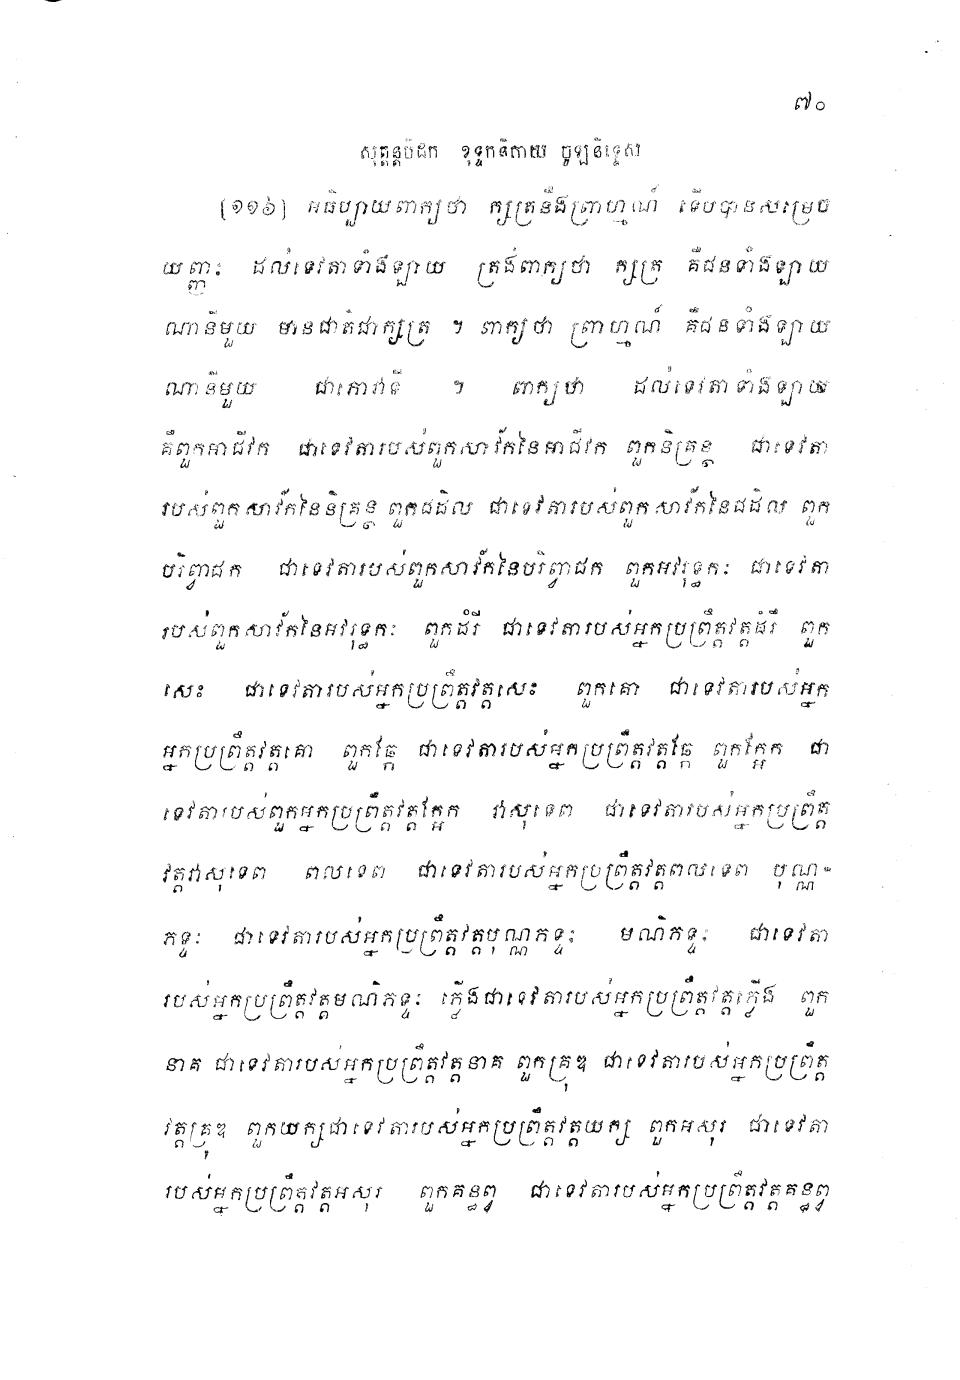 ៧០
សុត្តន្តបិដក ខុទ្ទកនិកាយ ចូឡនិទ្ទេស
[១១៦] អធិប្បាយពាក្យថា ក្សត្រនិងព្រាហ្មណ៍ ទើបបានសម្រេច
យញ្ញៈ ដល់ទេវតាទាំងឡាយ ត្រង់ពាក្យថា ក្សត្រ គឺជនទាំងឡាយ
ណានីមួយ មានជាតិជាក្សត្រ ។ ពាក្យថា ព្រាហ្មណ៍ គឺជនទាំងឡាយ
ណានីមួយ ជាភោវាទី ។ ពាក្យថា ដល់ទេវតាទាំងឡាយ
គឺពួកអាជីវក ជាទេវតារបស់ពួកសាវ័កនៃអាជីវក ពួកនិគ្រន្ថ ជាទេវតា
របស់ពួកសាវ័កនៃនិគ្រន្ថ ពួកជដិល ជាទេវតារបស់ពួកសាវ័កនៃជដិល ពួក
បរិព្វាជក ជាទេវតារបស់ពួកសាវ័កនៃបរិព្វាជក ពួកអវរុទ្ធកៈ ជាទេវតា
របស់ពួកសាវ័កនៃអវរុទ្ធកៈ ពួកដំរី ជាទេវតារបស់អ្នកប្រព្រឹត្តវត្តដំរី ពួក
សេះ ជាទេវតារបស់អ្នកប្រព្រឹត្តវត្តសេះ ពួកគោ ជាទេវតារបស់អ្នក
អ្នកប្រព្រឹត្តវត្តគោ ពួកឆ្កែ ជាទេវតារបស់អ្នកប្រព្រឹត្តវត្តឆ្កែ ពួកក្អែក ជា
ទេវតារបស់ពួកអ្នកប្រព្រឹត្តវត្តក្អែក វាសុទេព ជាទេវតារបស់អ្នកប្រព្រឹត្ត
វត្តវាសុទេព ពលទេព ជាទេវតារបស់អ្នកប្រព្រឹត្តវត្តពលទេព បុណ្ណ-
ភទ្ទៈ ជាទេវតារបស់អ្នកប្រព្រឹត្តវត្តបុណ្ណភទ្ទៈ មណិភទ្ទៈ ជាទេវតា
របស់អ្នកប្រព្រឹត្តវត្តមណិភទ្ទៈ ភ្លើងជាទេវតារបស់អ្នកប្រព្រឹត្តវត្តភ្លើង ពួក
នាគ ជាទេវតារបស់អ្នកប្រព្រឹត្តវត្តនាគ ពួកគ្រុឌ ជាទេវតារបស់អ្នកប្រព្រឹត្ត
វត្តគ្រុឌ ពួកយក្សជាទេវតារបស់អ្នកប្រព្រឹត្តវត្តយក្ស ពួកអសុរ ជាទេវតា
របស់អ្នកប្រព្រឹត្តវត្តអសុរ ពួកគន្ធព្វ ជាទេវតារបស់អ្នកប្រព្រឹត្តវត្តគន្ធព្វ